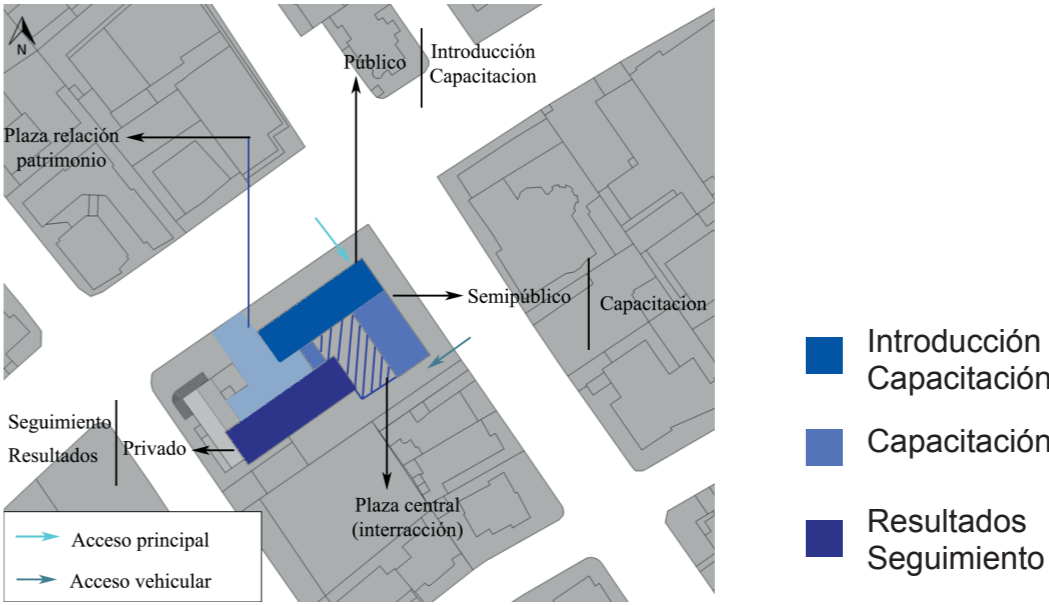 N
Público
Introducción
Capacitacion
Plaza relación
patrimonio
Semipúblico
Capacitacion
Seguimiento
Resultados
Privado
Plaza central
(interracción)
Acceso principal
Acceso vehicular
Introducción
Capacitación
Capacitación
Resultados
Seguimiento